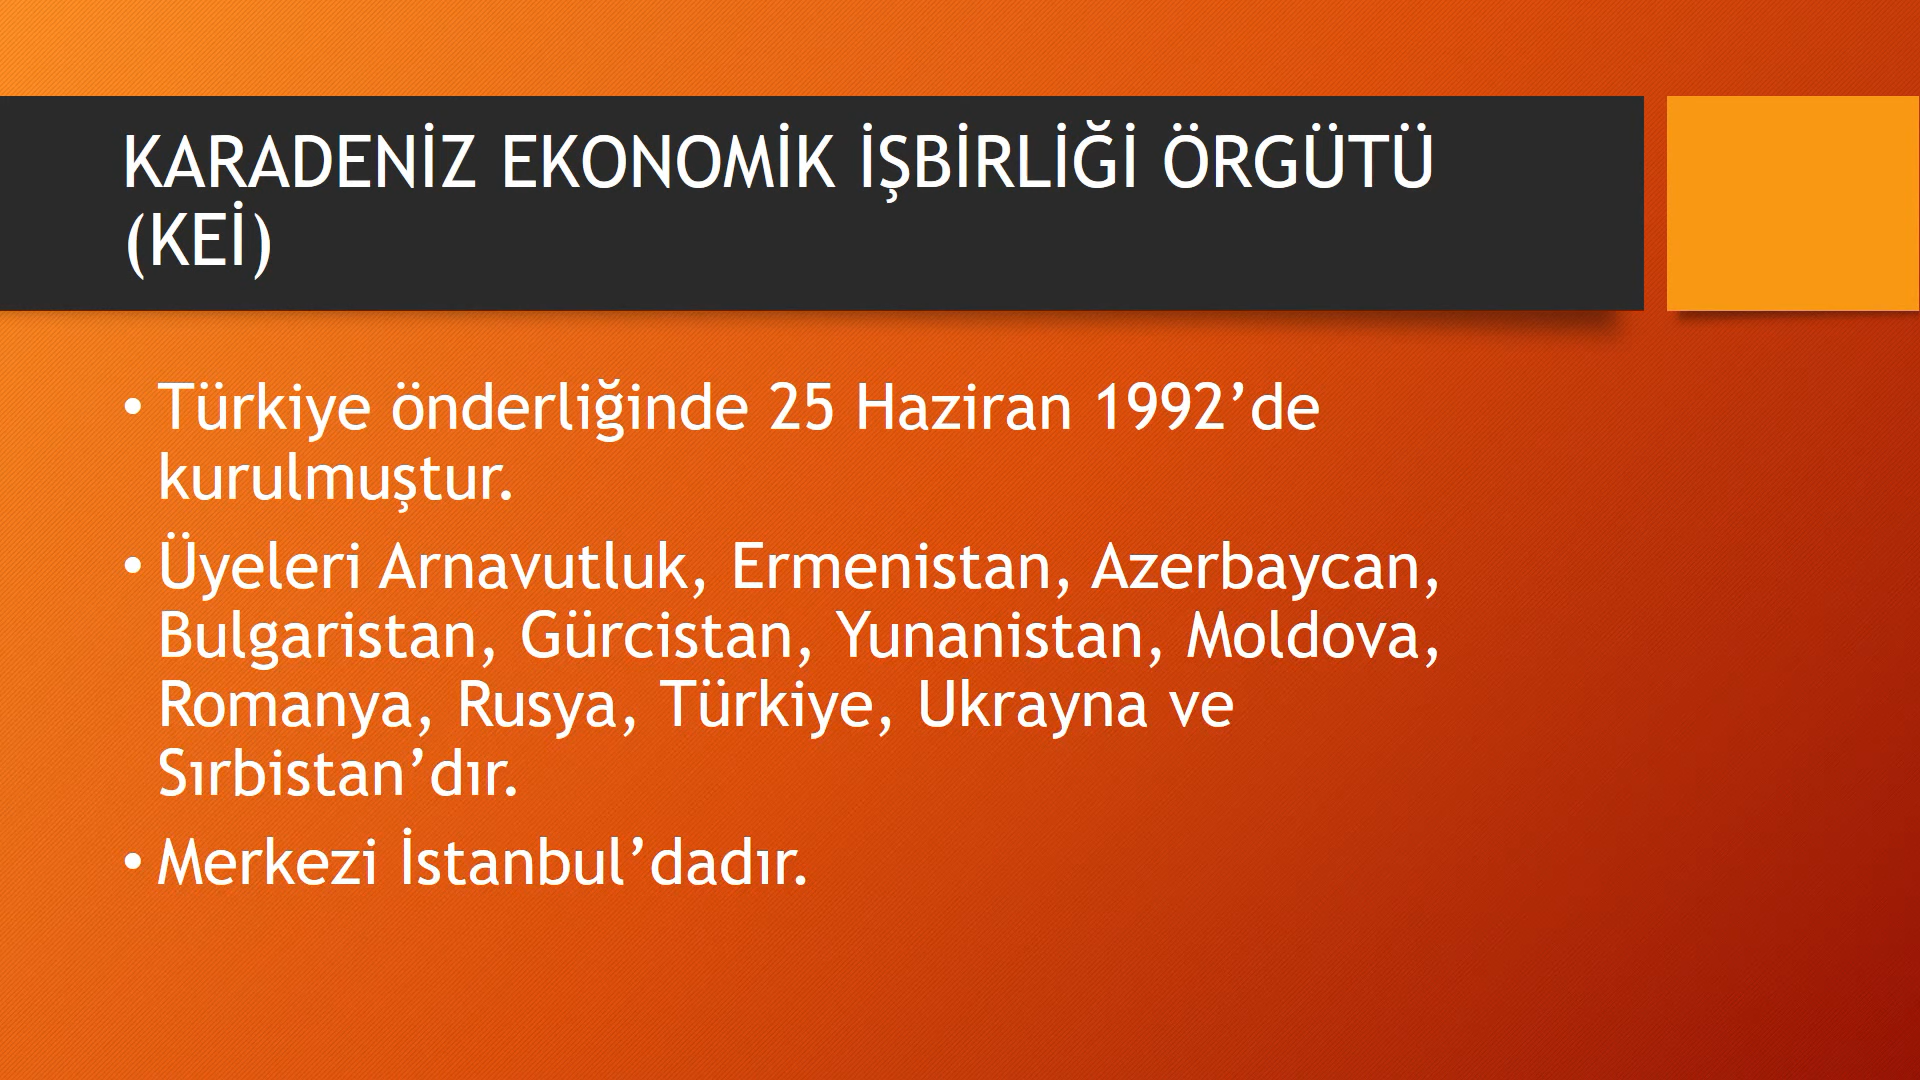 KARADENİZ EKONOMİK İŞBİRLİĞİ ÖRGÜTÜ
(KEİ)
• Türkiye önderliğinde 25 Haziran 1992’de
kurulmuştur.
• Üyeleri Arnavutluk, Ermenistan, Azerbaycan,
Bulgaristan, Gürcistan, Yunanistan, Moldova,
Romanya, Rusya, Türkiye, Ukrayna ve
Sırbistan’dır.
• Merkezi İstanbul’dadır.